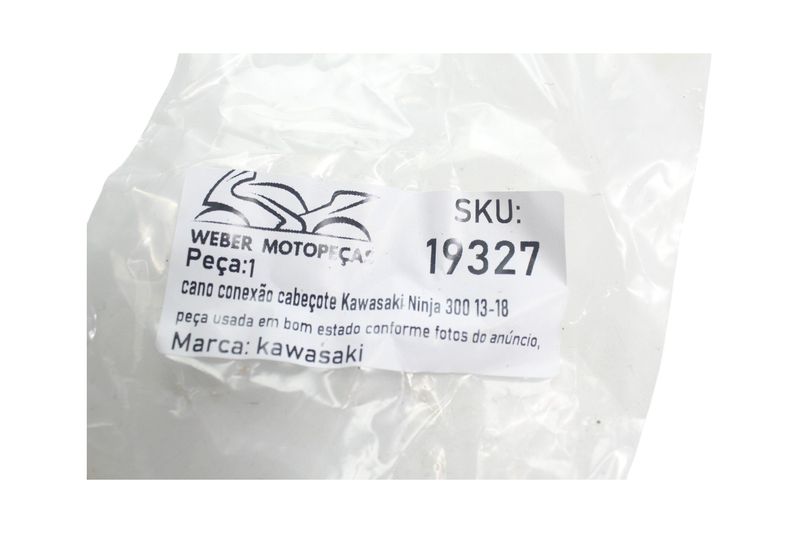 WEBER MOTOPEÇAS
SKU:
19327
Peça:1
cano conexão cabeçote Kawasaki Ninja 300 13-18
peça usada em bom estado conforme fotos do anúncio,
Marca: kawasaki